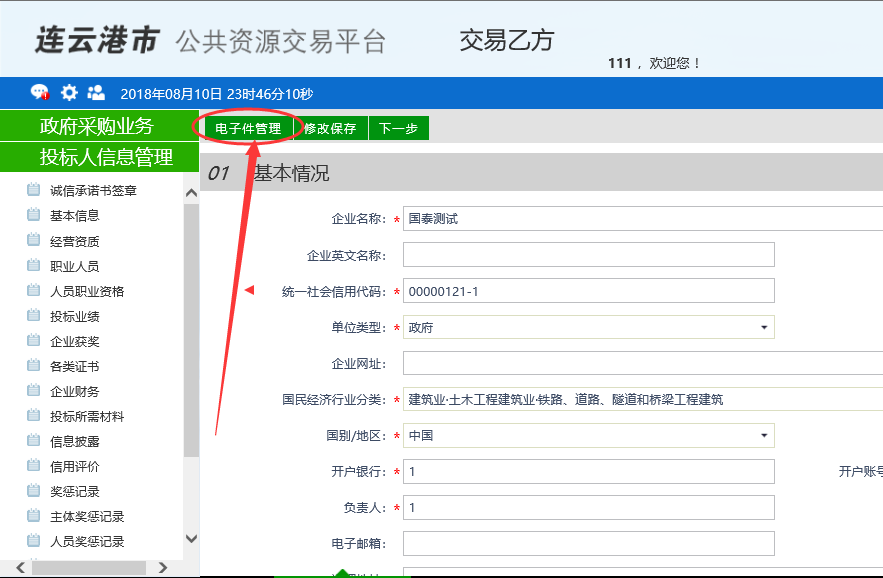 连云港市 公共资源交易平台 交易乙方
111 ，欢迎您！
2018年08月10日 23时46分10秒
政府采购业务
投标人信息管理
诚信承诺书签章
基本信息
经营资质
职业人员
人员职业资格
投标业绩
企业获奖
各类证书
企业财务
投标所需材料
信息披露
信用评价
奖惩记录
主体奖惩记录
人员奖惩记录
电子件管理 修改保存 下一步
01 基本情况
企业名称：* 国泰测试
企业英文名称：
统一社会信用代码：* 00000121-1
单位类型：* 政府
企业网址：
国民经济行业分类：* 建筑业·土木工程建筑业·铁路、道路、隧道和桥梁工程建筑
国别/地区：* 中国
开户银行：* 1 开户账号
负责人：* 1
电子邮箱：